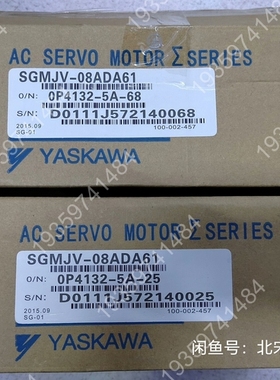 AC SERVO MOTOR Σ SERIES
SGMJV-08ADA61
O/N: 0P4132-5A-68
S/N: D0111J572140068
2015.09
SG-01
100-002-457
YASKAWA
AC SERVO MOTOR Σ SERIES
SGMJV-08ADA61
O/N: 0P4132-5A-25
S/N: D0111J572140025
2015.09
SG-01
100-002-457
YASKAWA
19359741484
闲鱼号:北宋